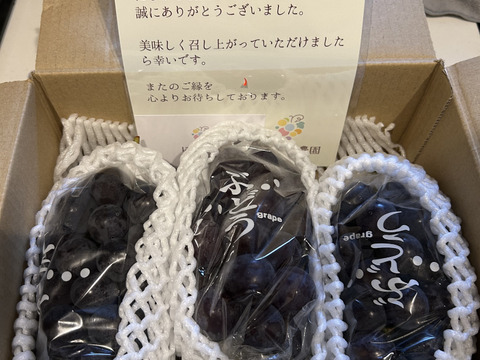 誠にありがとうございました。
美味しく召し上がっていただけました
ら幸いです。
またのご縁を
心よりお待ちしております。
園
ぶどう
grape
ぶどう
grape